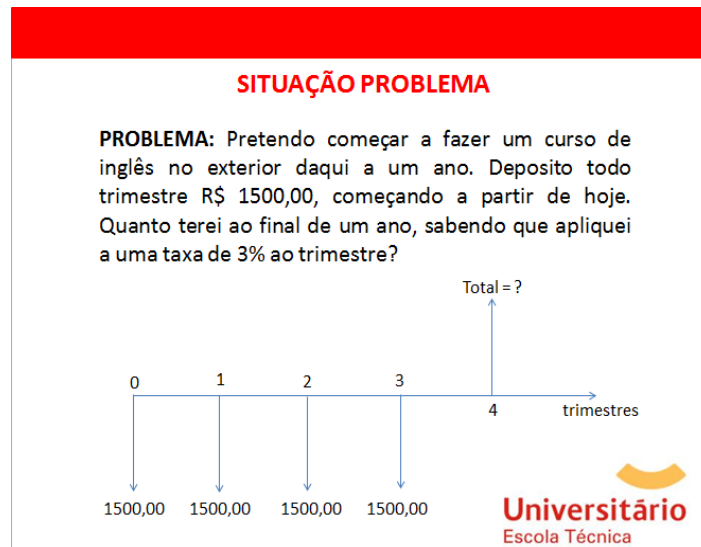 SITUAÇÃO PROBLEMA
PROBLEMA: Pretendo começar a fazer um curso de
inglês no exterior daqui a um ano. Deposito todo
trimestre R$ 1500,00, começando a partir de hoje.
Quanto terei ao final de um ano, sabendo que apliquei
a uma taxa de 3% ao trimestre?
Total = ?
0 1 2 3
4 trimestres
1500,00 1500,00 1500,00 1500,00
Universitário
Escola Técnica